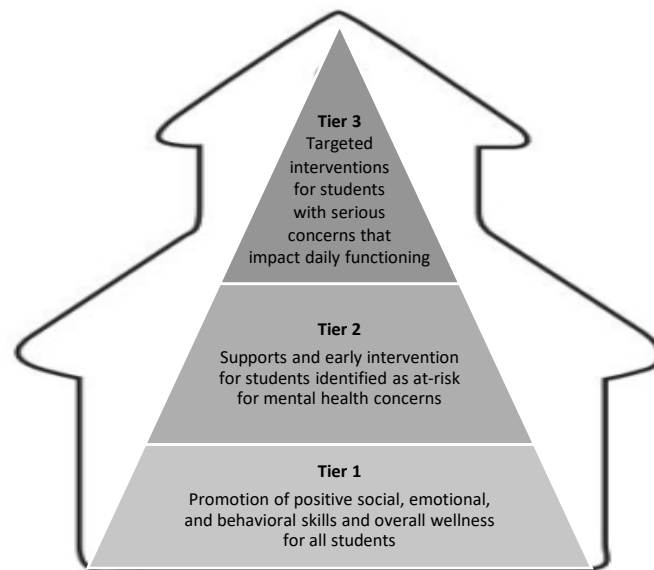 Tier 3
Targeted
interventions
for students
with serious
concerns that
impact daily functioning
Tier 2
Supports and early intervention
for students identified as at-risk
for mental health concerns
Tier 1
Promotion of positive social, emotional,
and behavioral skills and overall wellness
for all students